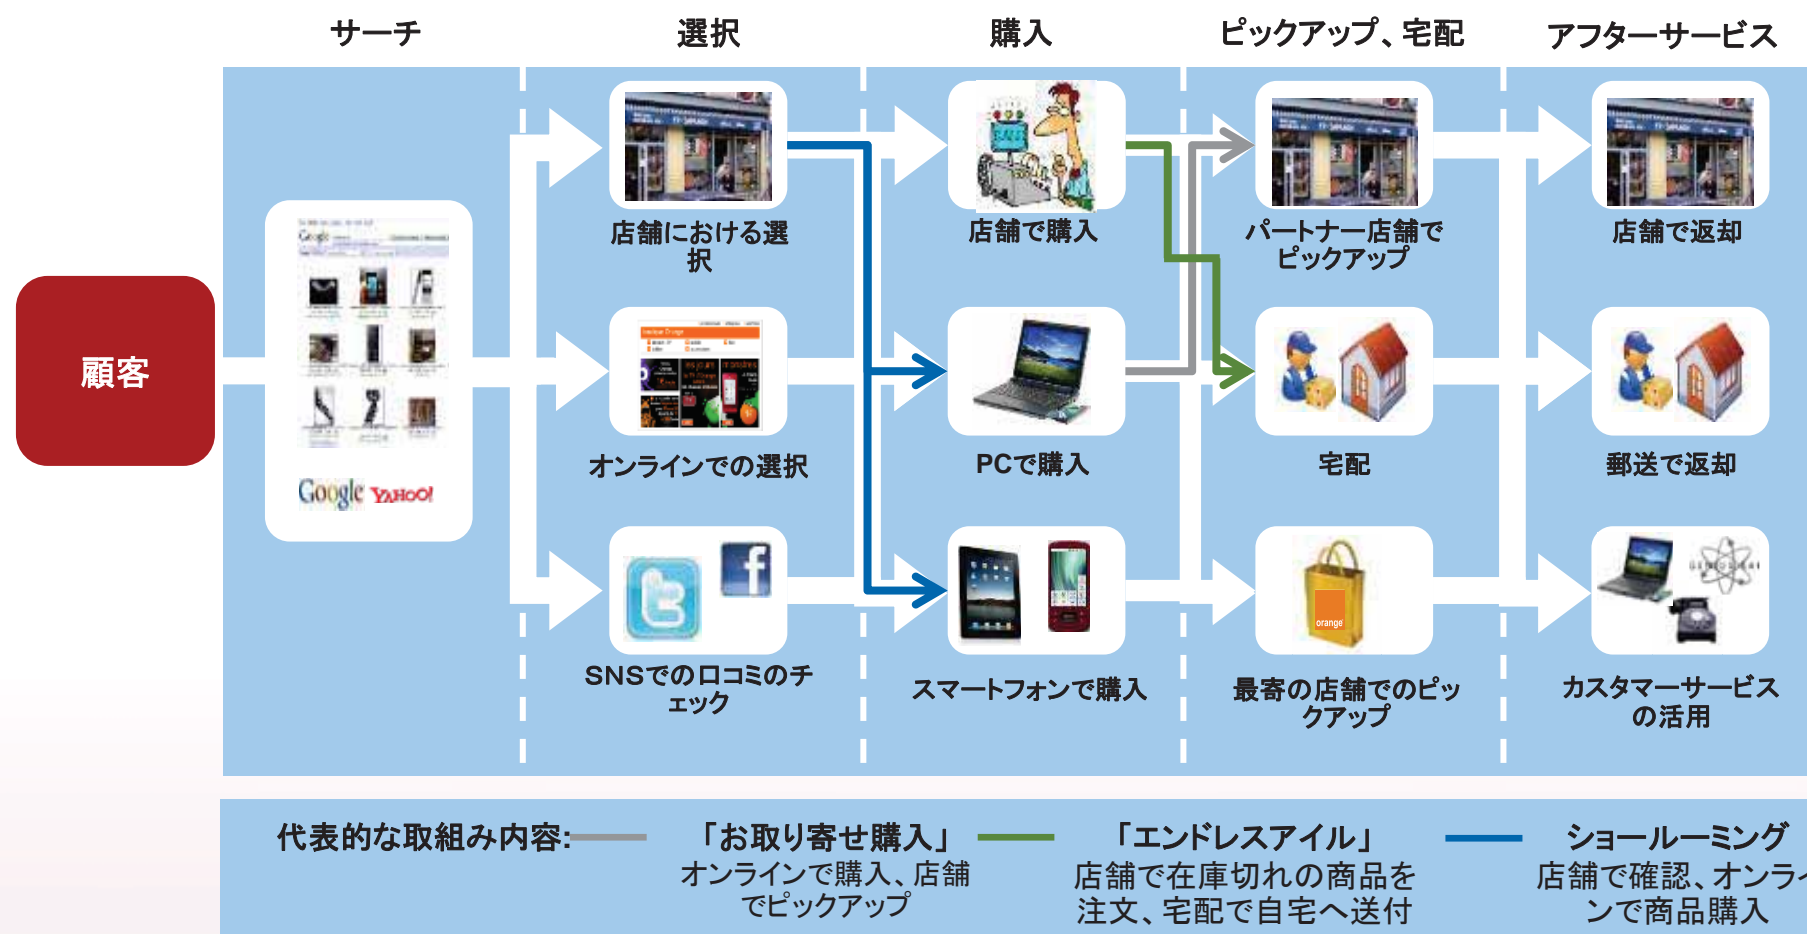 サーチ
選択
購入
ピックアップ、宅配
アフターサービス
顧客
Google
Google YAHOO!
店舗における選
択
オンラインでの選択
SNSでの口コミのチ
ェック
店舗で購入
PCで購入
スマートフォンで購入
パートナー店舗で
ピックアップ
宅配
orange
最寄の店舗でのピッ
クアップ
店舗で返却
郵送で返却
カスタマーサービス
の活用
代表的な取組み内容:
「お取り寄せ購入」
オンラインで購入、店舗
でピックアップ
「エンドレスアイル」
店舗で在庫切れの商品を
注文、宅配で自宅へ送付
ショールーミング
店舗で確認、オンライ
ンで商品購入